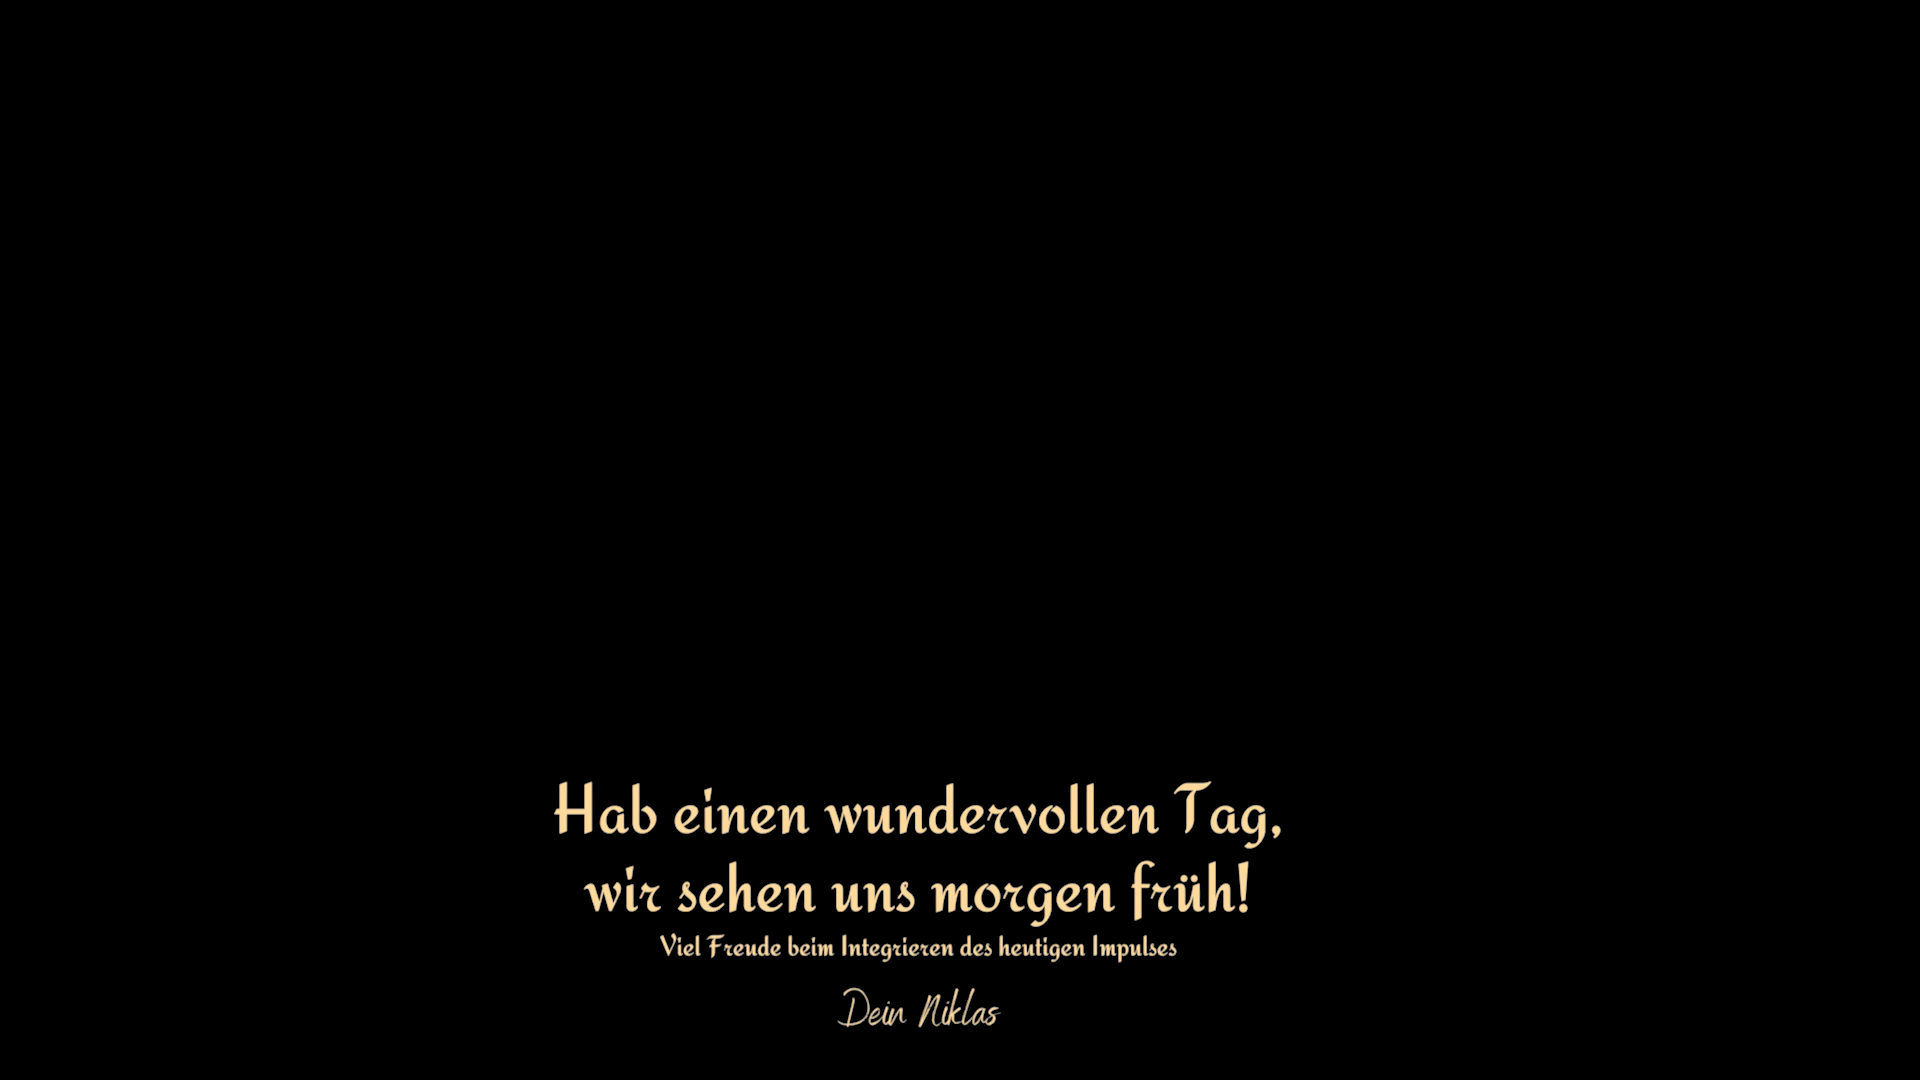 Hab einen wundervollen Tag,
wir sehen uns morgen früh!
Viel Freude beim Integrieren des heutigen Impulses
Dein Niklas